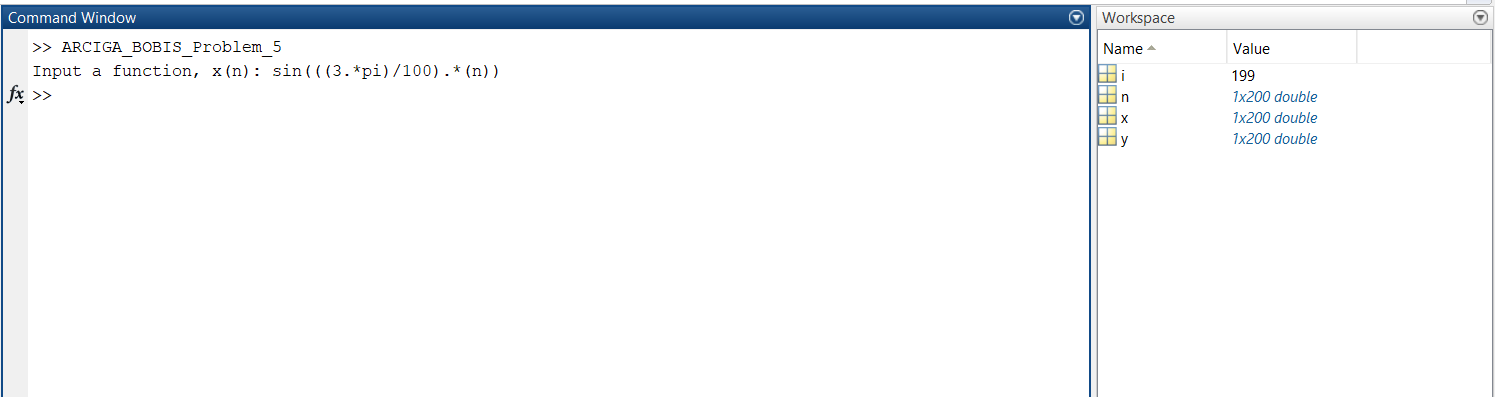 Command Window
>> ARCIGA_BOBIS_Problem_5
Input a function, x(n): sin(((3.*pi)/100).*(n))
fx >>
Workspace
Name Value
i 199
n 1x200 double
x 1x200 double
y 1x200 double